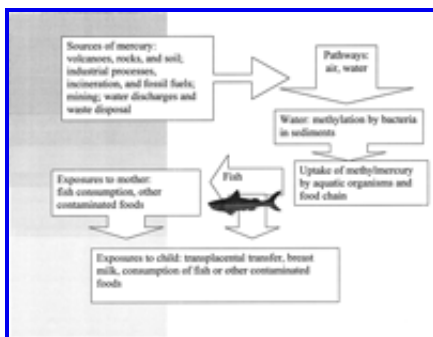 Sources of mercury:
volcanoes, rocks, and soil;
industrial processes,
incineration, and fossil fuels;
mining; water discharges and
waste disposal
Pathways:
air, water
Water: methylation by bacteria
in sediments
Uptake of methylmercury by
aquatic organisms and
food chain
Fish
Exposures to mother:
fish consumption, other
contaminated foods
Exposures to child: transplacental transfer, breast
milk, consumption of fish or other contaminated
foods